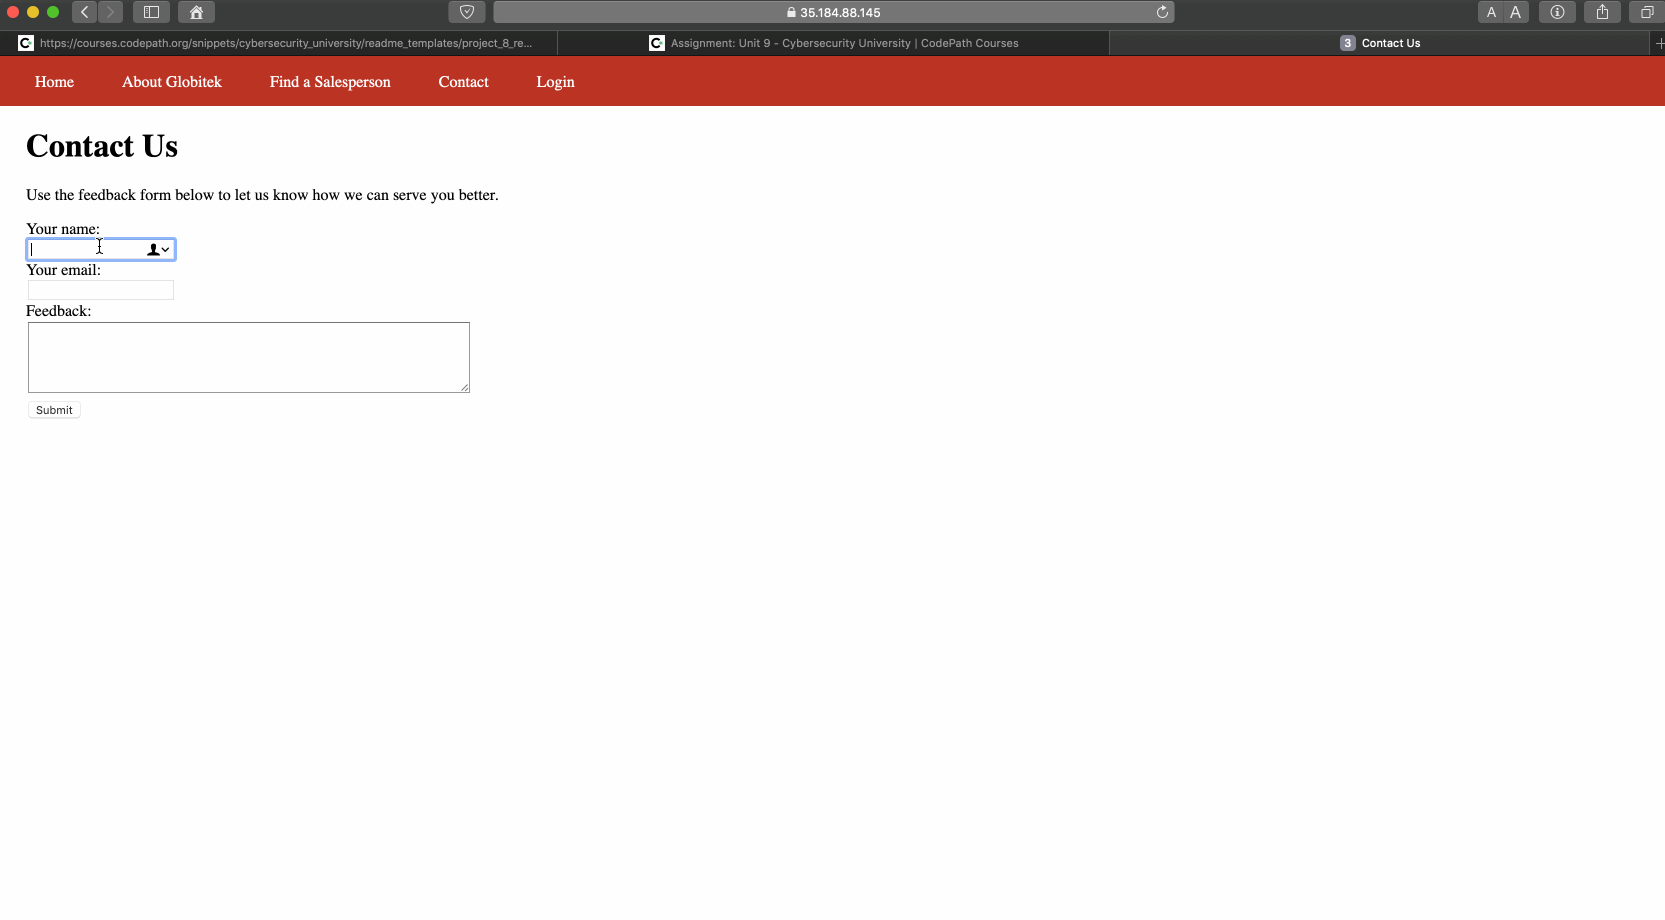 35.184.88.145
A A
https://courses.codepath.org/snippets/cybersecurity_university/readme_templates/project_8_re...
Assignment: Unit 9 - Cybersecurity University | CodePath Courses
3 Contact Us
Home About Globitek Find a Salesperson Contact Login
Contact Us
Use the feedback form below to let us know how we can serve you better.
Your name:
Your email:
Feedback:
Submit